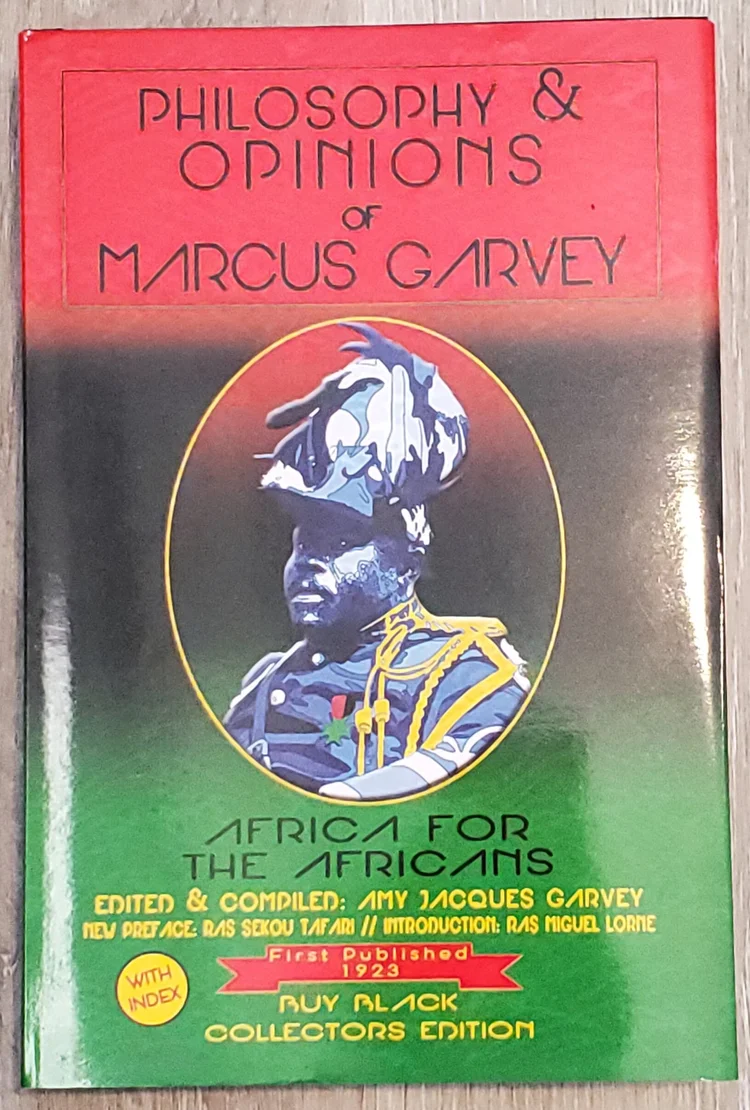 PHILOSOPHY &
OPINIONS
OF
MARCUS GARVEY
AFRICA FOR
THE AFRICANS
EDITED & COMPILED: AMY JACQUES GARVEY
NEW PREFACE: RAS SEKOU TAFARI // INTRODUCTION: RAS MIGUEL LORNE
First Published
1923
WITH
INDEX
BUY BLACK
COLLECTORS EDITION